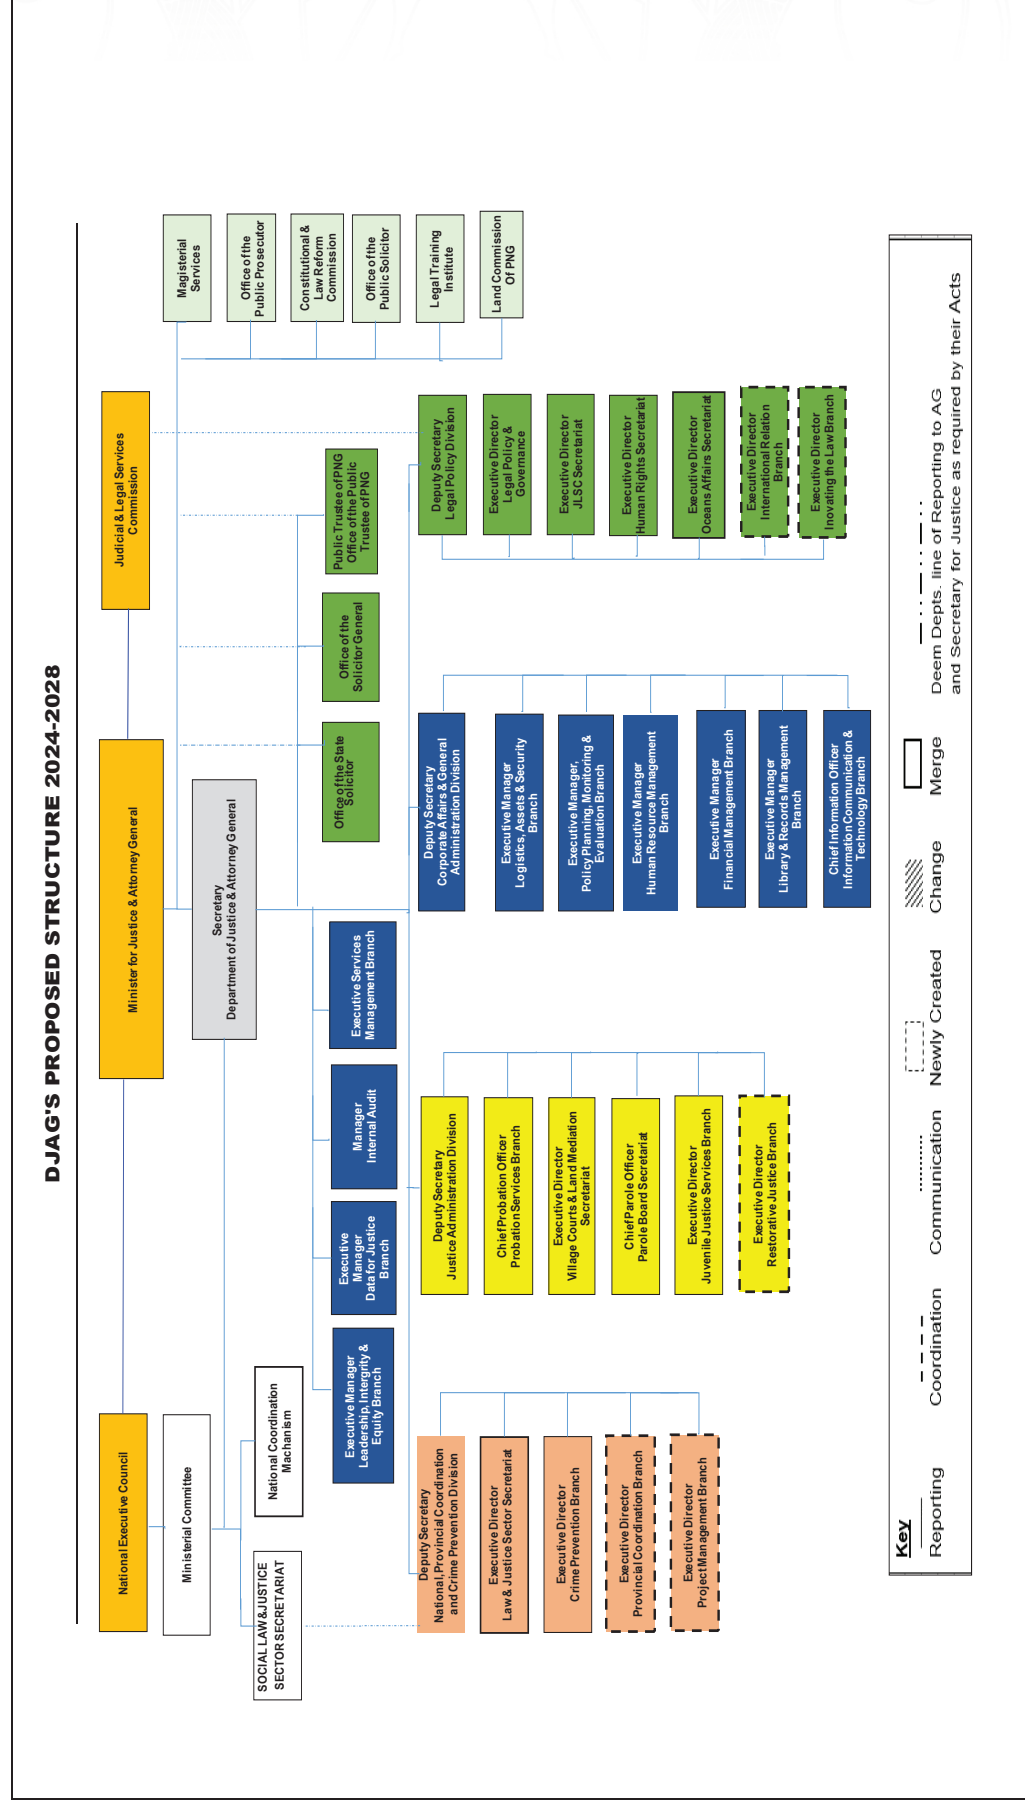 DJAG'S PROPOSED STRUCTURE 2024-2028
National Executive Council
Minister for Justice & Attorney General
Judicial & Legal Services
Commission
Ministerial Committee
Secretary
Department of Justice & Attorney General
SOCIAL LAW &JUSTICE
SECTOR SECRETARIAT
National Coordination
Machanism
Magisterial
Services
Office of the
Public Prosecutor
Constitutional &
Law Reform
Commission
Office of the
Public Solicitor
Legal Training
Institute
Land Commission
Of PNG
Executive Manager
Leadership, Intergrity &
Equity Branch
Executive
Manager
Data for Justice
Branch
Manager
Internal Audit
Executive Services
Management Branch
Office of the State
Solicitor
Office of the
Solicitor General
Public Trustee of PNG
Office of the Public
Trustee of PNG
Deputy Secretary
National, Provincial Coordination
and Crime Prevention Division
Executive Director
Law & Justice Sector Secretariat
Executive Director
Crime Prevention Branch
Executive Director
Provincial Coordination Branch
Executive Director
Project Management Branch
Deputy Secretary
Justice Administration Division
Chief Probation Officer
Probation Services Branch
Executive Director
Village Courts & Land Mediation
Secretariat
Chief Parole Officer
Parole Board Secretariat
Executive Director
Juvenile Justice Services Branch
Executive Director
Restorative Justice Branch
Deputy Secretary
Corporate Affairs & General
Administration Division
Executive Manager
Logistics, Assets & Security
Branch
Executive Manager,
Policy Planning, Monitoring &
Evaluation Branch
Executive Manager
Human Resource Management
Branch
Executive Manager
Financial Management Branch
Executive Manager
Library & Records Management
Branch
Chief Information Officer
Information Communication &
Technology Branch
Deputy Secretary
Legal Policy Division
Executive Director
Legal Policy &
Governance
Executive Director
JLSC Secretariat
Executive Director
Human Rights Secretariat
Executive Director
Oceans Affairs Secretariat
Executive Director
International Relation
Branch
Executive Director
Inovating the Law Branch
Key
Reporting
Coordination
Communication
Newly Created
Change
Merge
Deem Depts. line of Reporting to AG
and Secretary for Justice as required by their Acts